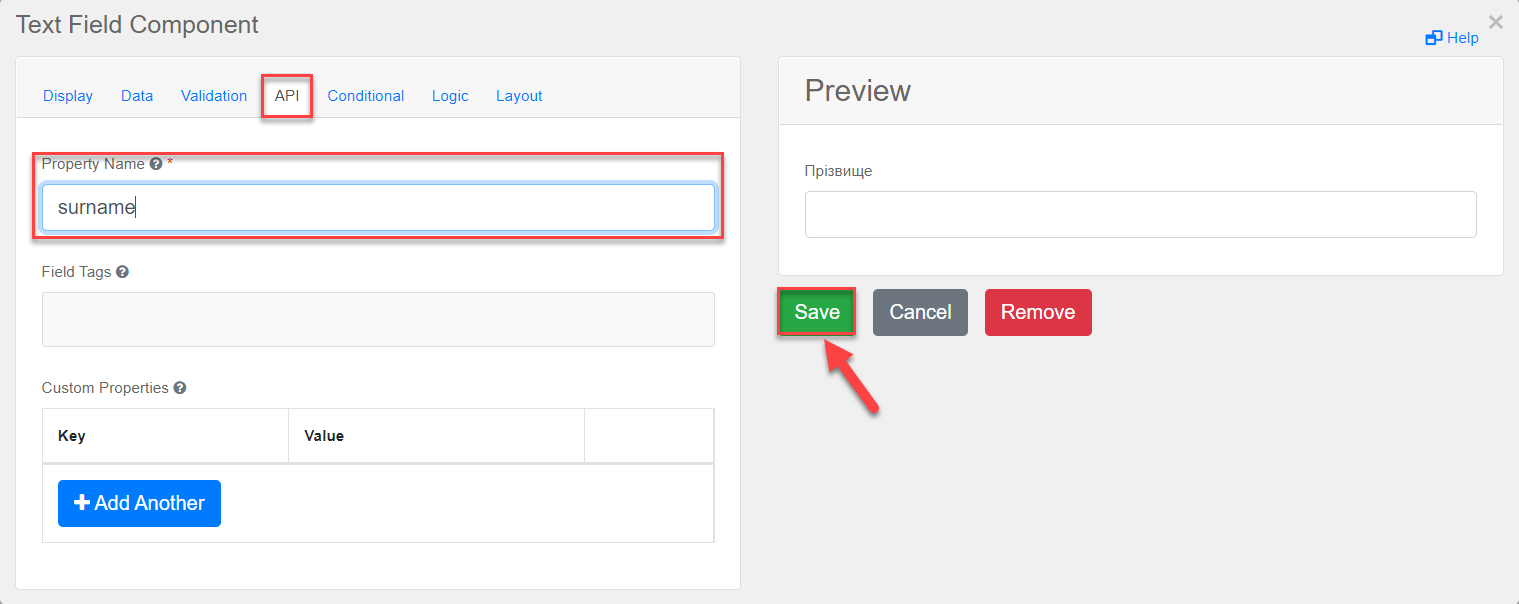 Text Field Component
×
Help
Display Data Validation API Conditional Logic Layout
Property Name *
surname
Field Tags
Custom Properties
Key Value
Add Another
Preview
Прізвище
Save Cancel Remove